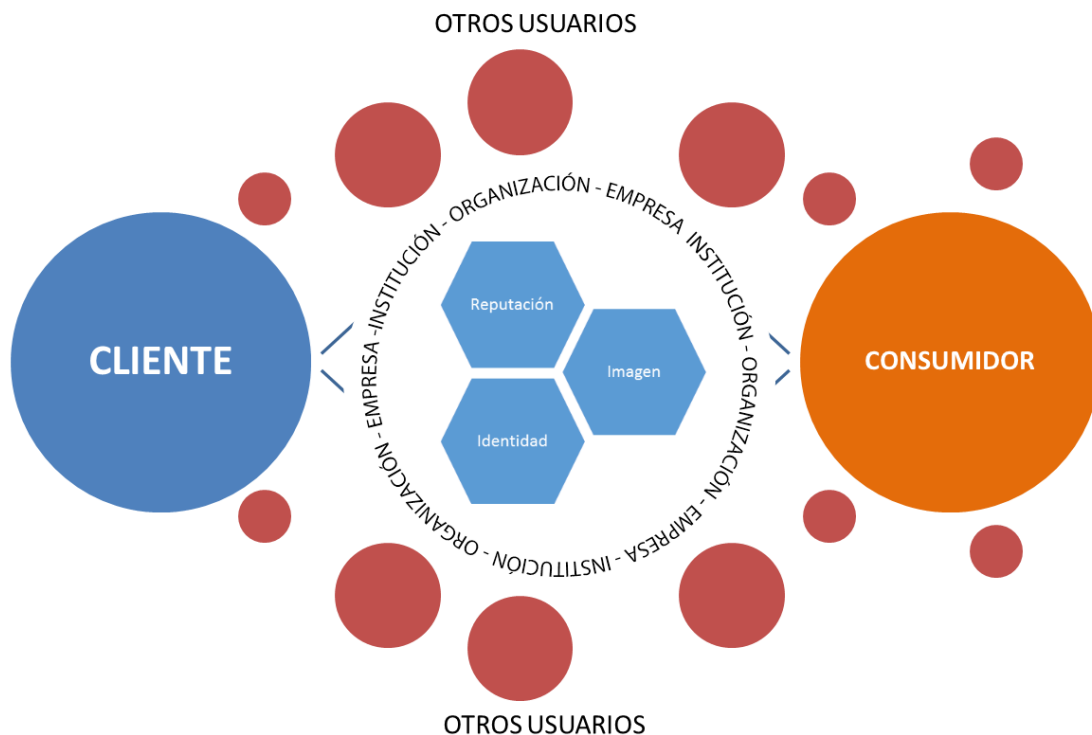 OTROS USUARIOS
EMPRESA -INSTITUCIÓN - ORGANIZACIÓN - EMPRESA INSTITUCIÓN - ORGANIZACIÓN - EMPRESA - INSTITUCIÓN - ORGANIZACIÓN -
Reputación
CLIENTE
Imagen
CONSUMIDOR
Identidad
OTROS USUARIOS